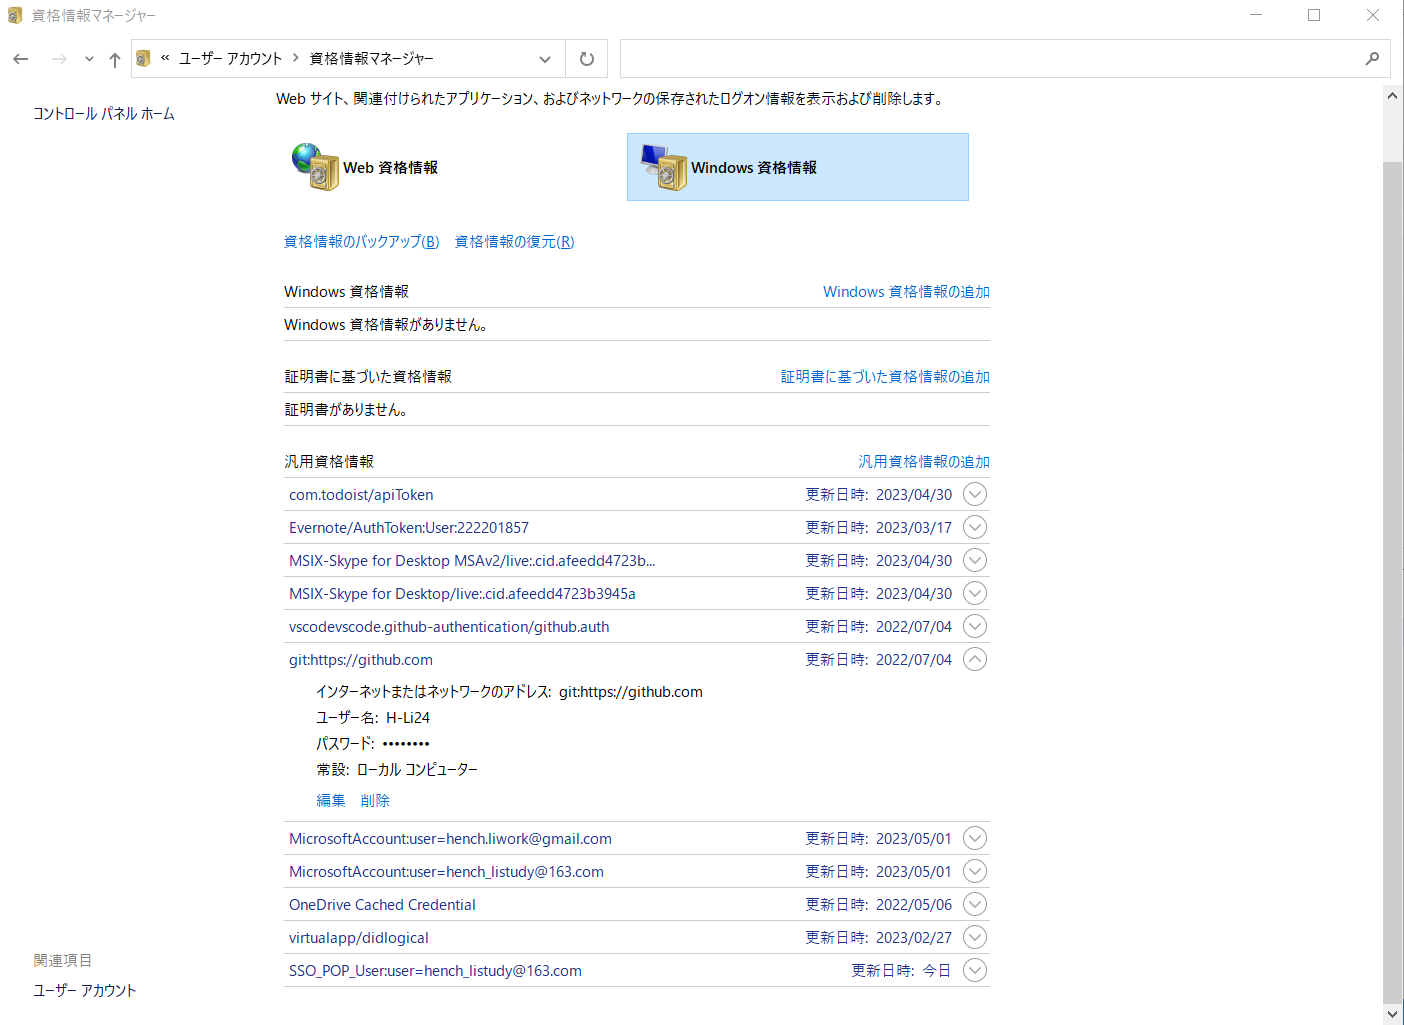 資格情報マネージャー
« ユーザー アカウント > 資格情報マネージャー
コントロール パネル ホーム
Web サイト、関連付けられたアプリケーション、およびネットワークの保存されたログオン情報を表示および削除します。
Web 資格情報
Windows 資格情報
資格情報のバックアップ(B) 資格情報の復元(R)
Windows 資格情報 Windows 資格情報の追加
Windows 資格情報がありません。
証明書に基づいた資格情報 証明書に基づいた資格情報の追加
証明書がありません。
汎用資格情報 汎用資格情報の追加
com.todoist/apiToken 更新日時: 2023/04/30
Evernote/AuthToken:User:222201857 更新日時: 2023/03/17
MSIX-Skype for Desktop MSAv2/live:.cid.afeedd4723b... 更新日時: 2023/04/30
MSIX-Skype for Desktop/live:.cid.afeedd4723b3945a 更新日時: 2023/04/30
vscodevscode.github-authentication/github.auth 更新日時: 2022/07/04
git:https://github.com 更新日時: 2022/07/04
インターネットまたはネットワークのアドレス: git:https://github.com
ユーザー名: H-Li24
パスワード: ••••••••
常設: ローカル コンピューター
編集 削除
MicrosoftAccount:user=hench.liwork@gmail.com 更新日時: 2023/05/01
MicrosoftAccount:user=hench_listudy@163.com 更新日時: 2023/05/01
OneDrive Cached Credential 更新日時: 2022/05/06
virtualapp/didlogical 更新日時: 2023/02/27
SSO_POP_User:user=hench_listudy@163.com 更新日時: 今日
関連項目
ユーザー アカウント